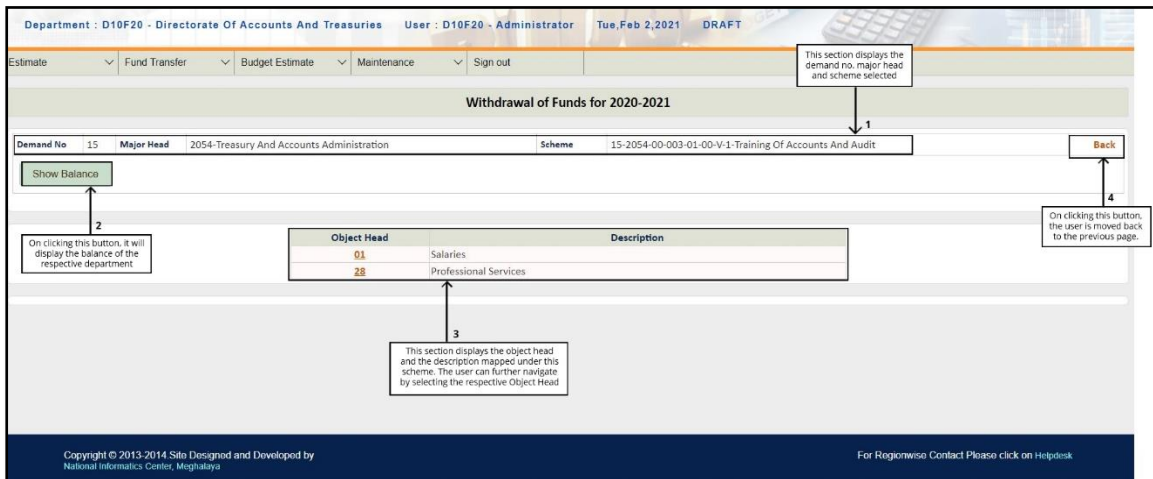 Department : D10F20 - Directorate Of Accounts And Treasuries User : D10F20 - Administrator Tue,Feb 2,2021 DRAFT
Estimate Fund Transfer Budget Estimate Maintenance Sign out
This section displays the
demand no. major head
and scheme selected
Withdrawal of Funds for 2020-2021
1
Demand No 15 Major Head 2054-Treasury And Accounts Administration Scheme 15-2054-00-003-01-00-V-1-Training Of Accounts And Audit Back
Show Balance
2
On clicking this button, it will
display the balance of the
respective department
4
On clicking this button,
the user is moved back
to the previous page.
Object Head Description
01 Salaries
28 Professional Services
3
This section displays the object head
and the description mapped under this
scheme. The user can further navigate
by selecting the respective Object Head
Copyright © 2013-2014.Site Designed and Developed by
National Informatics Center, Meghalaya
For Regionwise Contact Please click on Helpdesk